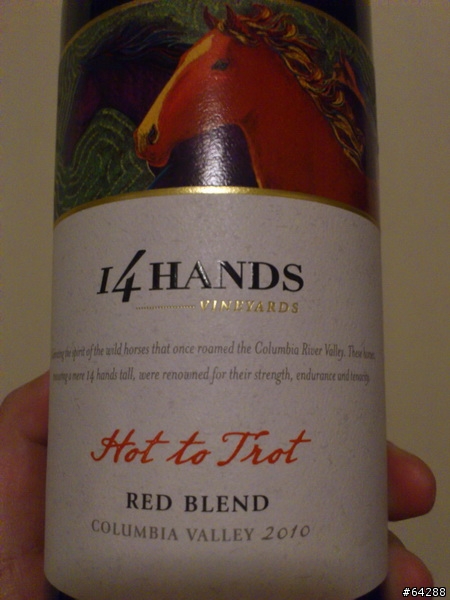 14 HANDS
VINEYARDS
the spirit of the wild horses that once roamed the Columbia River Valley. These
a mere 14 hands tall, were renowned for their strength, endurance and tenacity.
Hot to Trot
RED BLEND
COLUMBIA VALLEY 2010
#64288